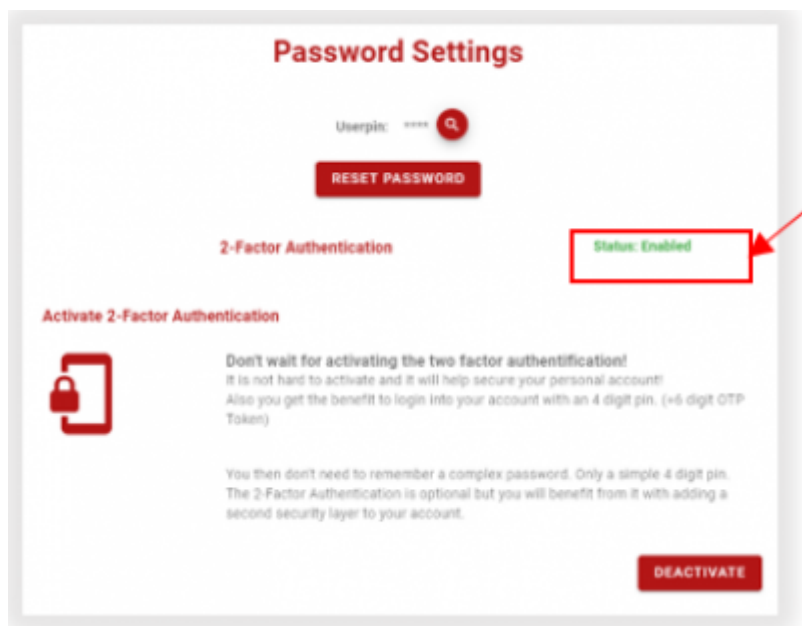 Password Settings
Userpin: ****
RESET PASSWORD
2-Factor Authentication
Status: Enabled
Activate 2-Factor Authentication
Don't wait for activating the two factor authentification!
It is not hard to activate and it will help secure your personal account!
Also you get the benefit to login into your account with an 4 digit pin. (+6 digit OTP
Token)
You then don't need to remember a complex password. Only a simple 4 digit pin.
The 2-Factor Authentication is optional but you will benefit from it with adding a
second security layer to your account.
DEACTIVATE